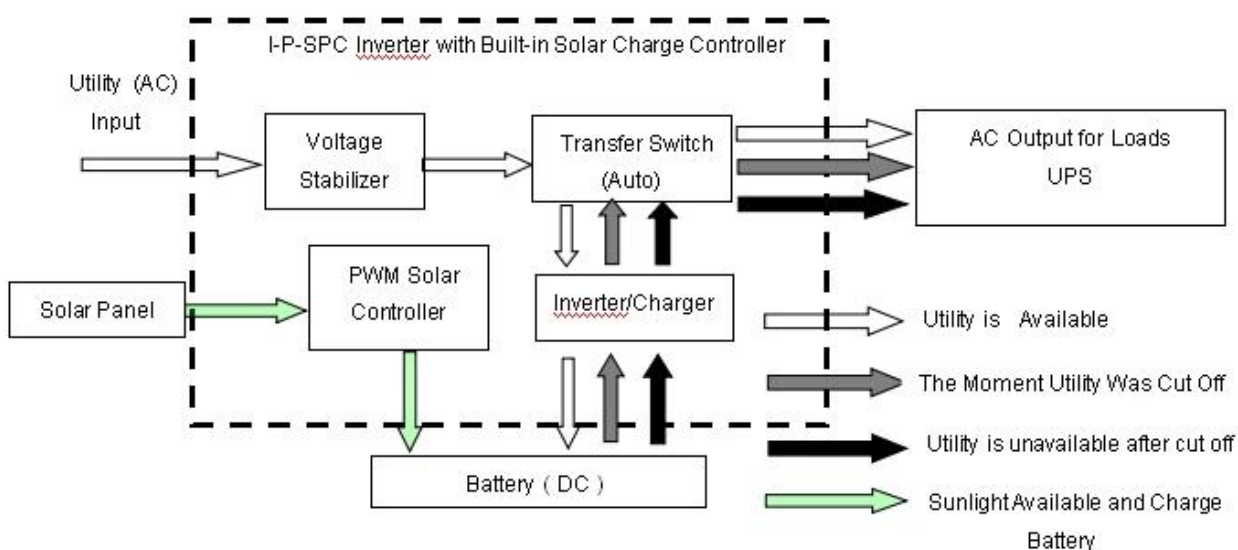 I-P-SPC Inverter with Built-in Solar Charge Controller
Utility (AC)
Input
Voltage
Stabilizer
Transfer Switch
(Auto)
AC Output for Loads
UPS
Solar Panel
PWM Solar
Controller
Inverter/Charger
Battery ( DC )
Utility is Available
The Moment Utility Was Cut Off
Utility is unavailable after cut off
Sunlight Available and Charge
Battery